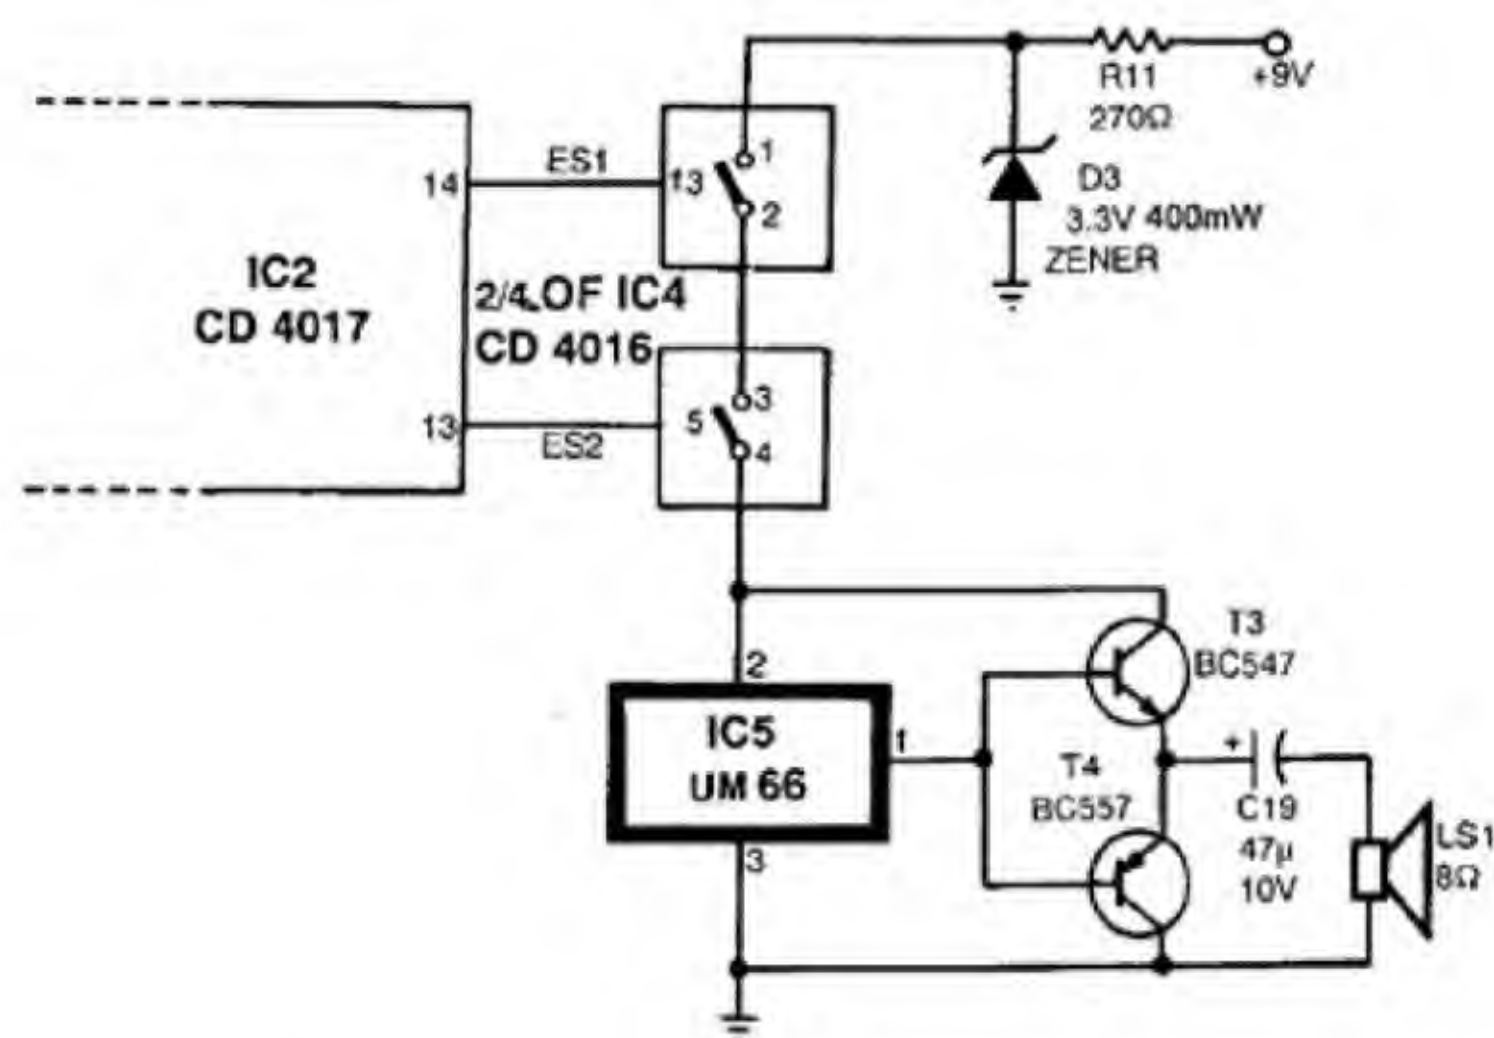 R11
270Ω
+9V
D3
3.3V 400mW
ZENER
IC2
CD 4017
14
ES1
13
1
2
2/4 OF IC4
CD 4016
13
ES2
5
3
4
2
IC5
UM 66
1
3
T3
BC547
T4
BC557
+
C19
47µ
10V
LS1
8Ω